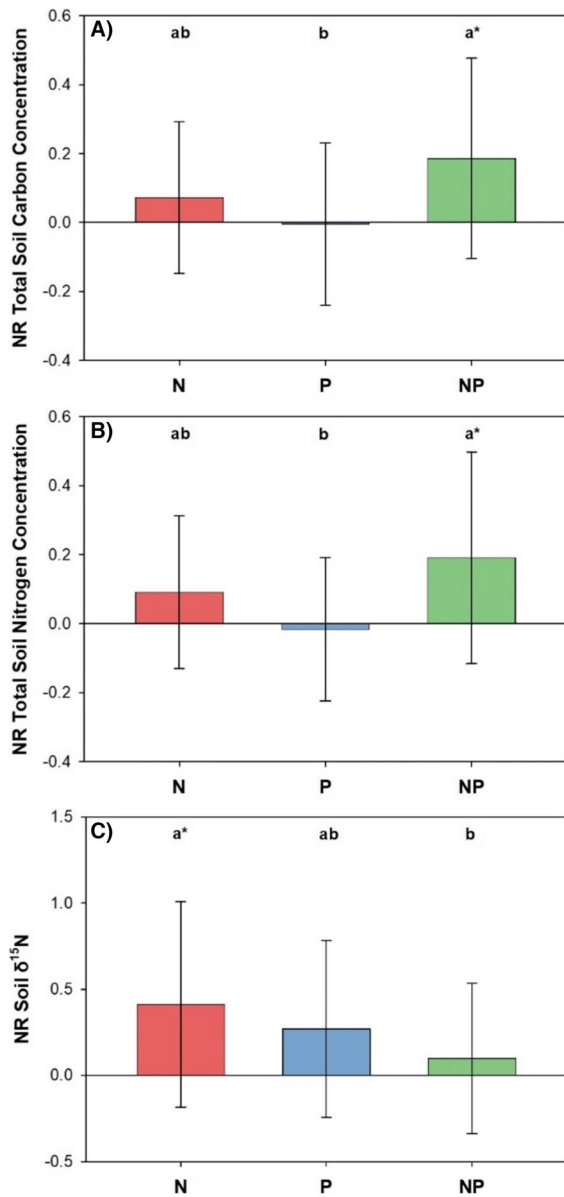 A)
ab b a*
NR Total Soil Carbon Concentration
0.6
0.4
0.2
0.0
-0.2
-0.4
N P NP
B)
ab b a*
NR Total Soil Nitrogen Concentration
0.6
0.4
0.2
0.0
-0.2
-0.4
N P NP
C)
a* ab b
NR Soil δ¹⁵N
1.5
1.0
0.5
0.0
-0.5
N P NP